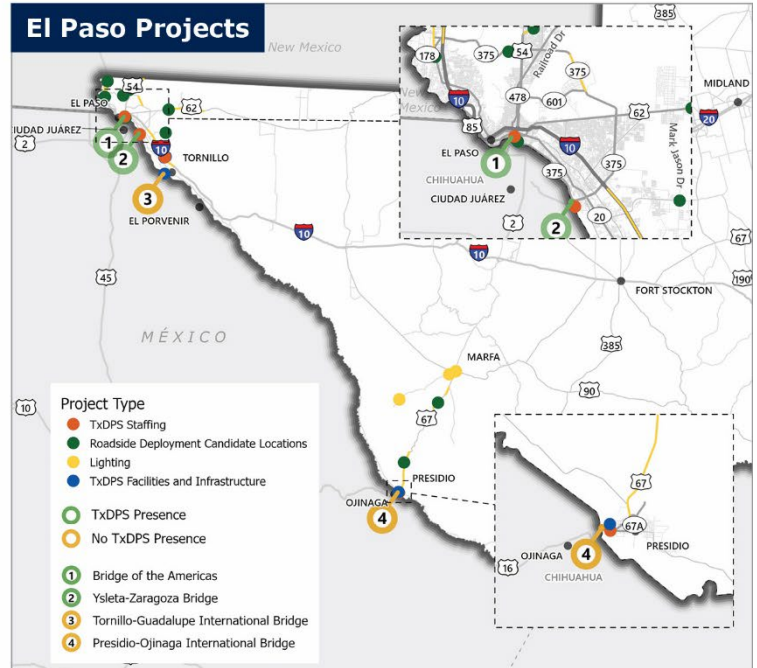 El Paso Projects
New Mexico
385
54
EL PASO
62
CIUDAD JUÁREZ
2
1
2
10
TORNILLO
3
EL PORVENIR
10
45
MÉXICO
10
10
67
190
FORT STOCKTON
385
MARFA
90
67
PRESIDIO
OJINAGA
4
MIDLAND
20
178
375
54
Railroad Dr
375
10
New
Mexico
478
601
85
62
EL PASO
10
Mark Jason Dr
1
375
375
CHIHUAHUA
CIUDAD JUÁREZ
2
2
20
Project Type
TxDPS Staffing
Roadside Deployment Candidate Locations
Lighting
TxDPS Facilities and Infrastructure
TxDPS Presence
No TxDPS Presence
1 Bridge of the Americas
2 Ysleta-Zaragoza Bridge
3 Tornillo-Guadalupe International Bridge
4 Presidio-Ojinaga International Bridge
67
67A
OJINAGA
4
PRESIDIO
16
CHIHUAHUA